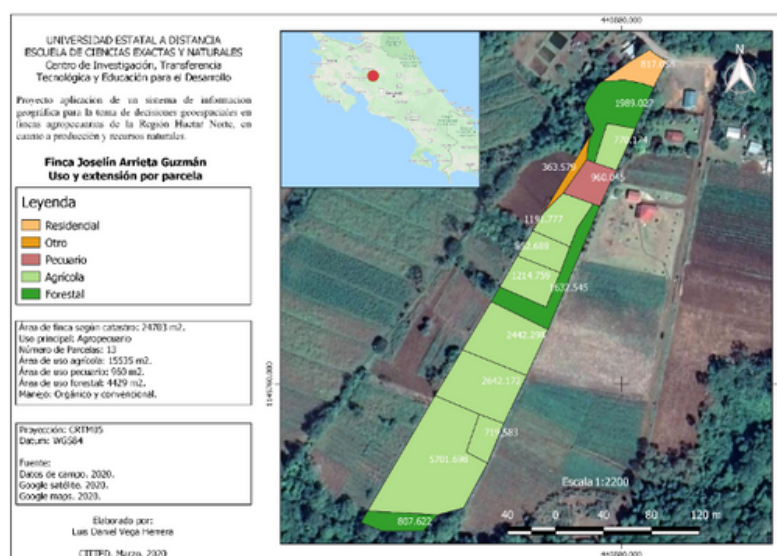 UNIVERSIDAD ESTATAL A DISTANCIA
ESCUELA DE CIENCIAS EXACTAS Y NATURALES
Centro de Investigación, Transferencia
Tecnológica y Educación para el Desarrollo
Proyecto aplicacion de un sistema de informacion
geográfica para la toma de decisiones geoespaciales en
fincas agropecuarias de la Región Huetar Norte, en
cuanto a producción y recursos naturales.
Finca Joselín Arrieta Guzmán
Uso y extensión por parcela
Leyenda
Residencial
Otro
Pecuario
Agrícola
Forestal
Área de finca según catastro: 24703 m2.
Uso principal: Agropecuario
Número de Parcelas: 13
Área de uso agrícola: 15535 m2.
Área de uso pecuario: 960 m2.
Área de uso forestal: 4429 m2.
Manejo: Orgánico y convencional.
Proyección: CRTM05
Datum: WGS84
Fuente:
Datos de campo. 2020.
Google satélite. 2020.
Google maps. 2020.
Elaborado por:
Luis Daniel Vega Herrera
CITTED, Marzo, 2020
N
1989.027
770.174
363.579
960.045
1191.777
1214.759
1632.545
2442.298
2642.172
719.583
5701.698
807.622
Escala 1:2200
40 0 40 80 120 m